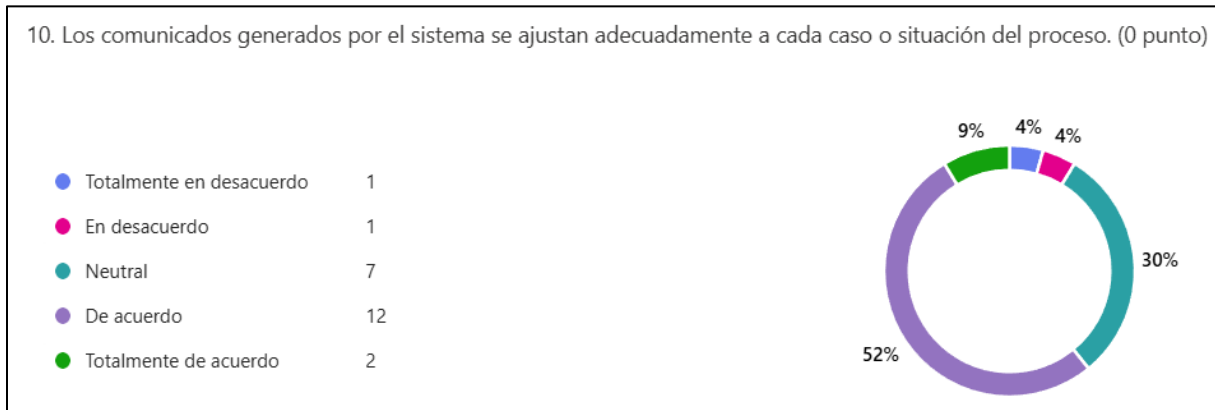 10. Los comunicados generados por el sistema se ajustan adecuadamente a cada caso o situación del proceso. (0 punto)
Totalmente en desacuerdo 1
En desacuerdo 1
Neutral 7
De acuerdo 12
Totalmente de acuerdo 2
9%
4%
4%
30%
52%